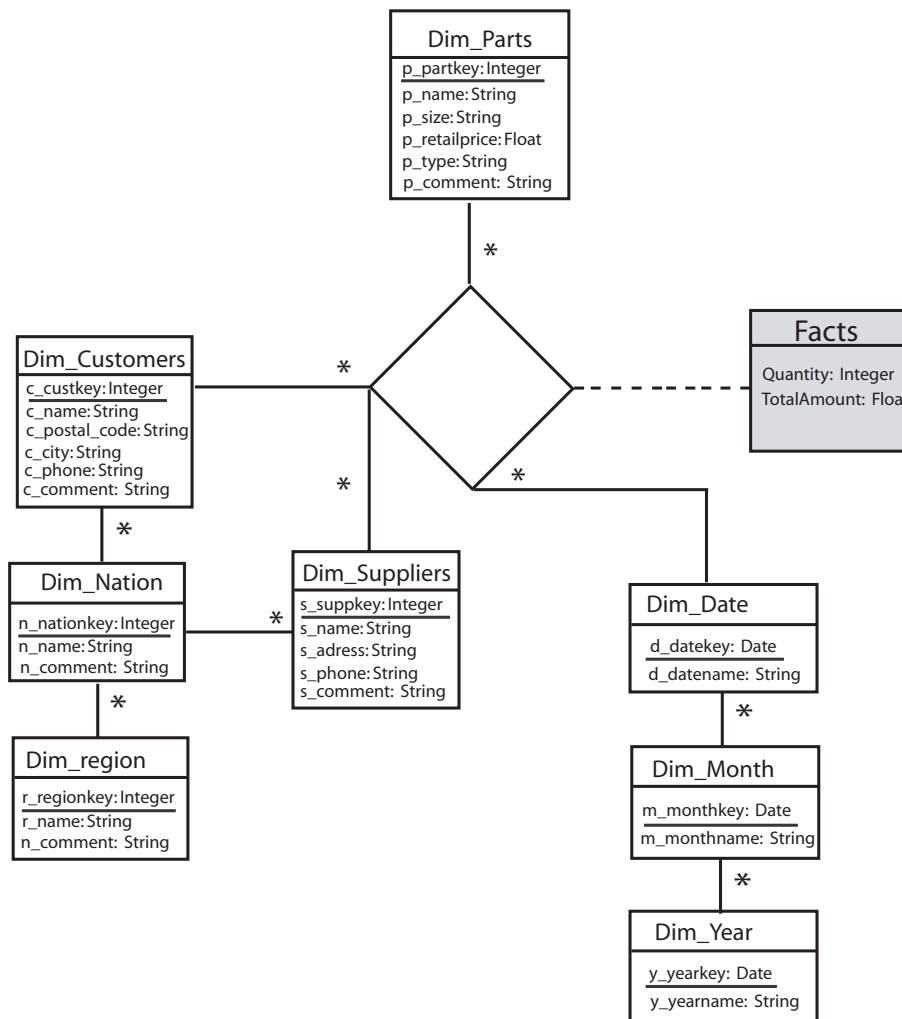 Dim_Parts
p_partkey:Integer
p_name:String
p_size:String
p_retailprice:Float
p_type:String
p_comment: String
*
Facts
Quantity: Integer
TotalAmount: Floa
Dim_Customers
c_custkey:Integer
c_name:String
c_postal_code:String
c_city:String
c_phone:String
c_comment: String
*
*
*
*
Dim_Nation
n_nationkey:Integer
n_name:String
n_comment: String
*
Dim_Suppliers
s_suppkey:Integer
s_name:String
s_adress:String
s_phone:String
s_comment: String
*
Dim_region
r_regionkey:Integer
r_name:String
n_comment: String
Dim_Date
d_datekey: Date
d_datename: String
*
Dim_Month
m_monthkey: Date
m_monthname: String
*
Dim_Year
y_yearkey: Date
y_yearname: String